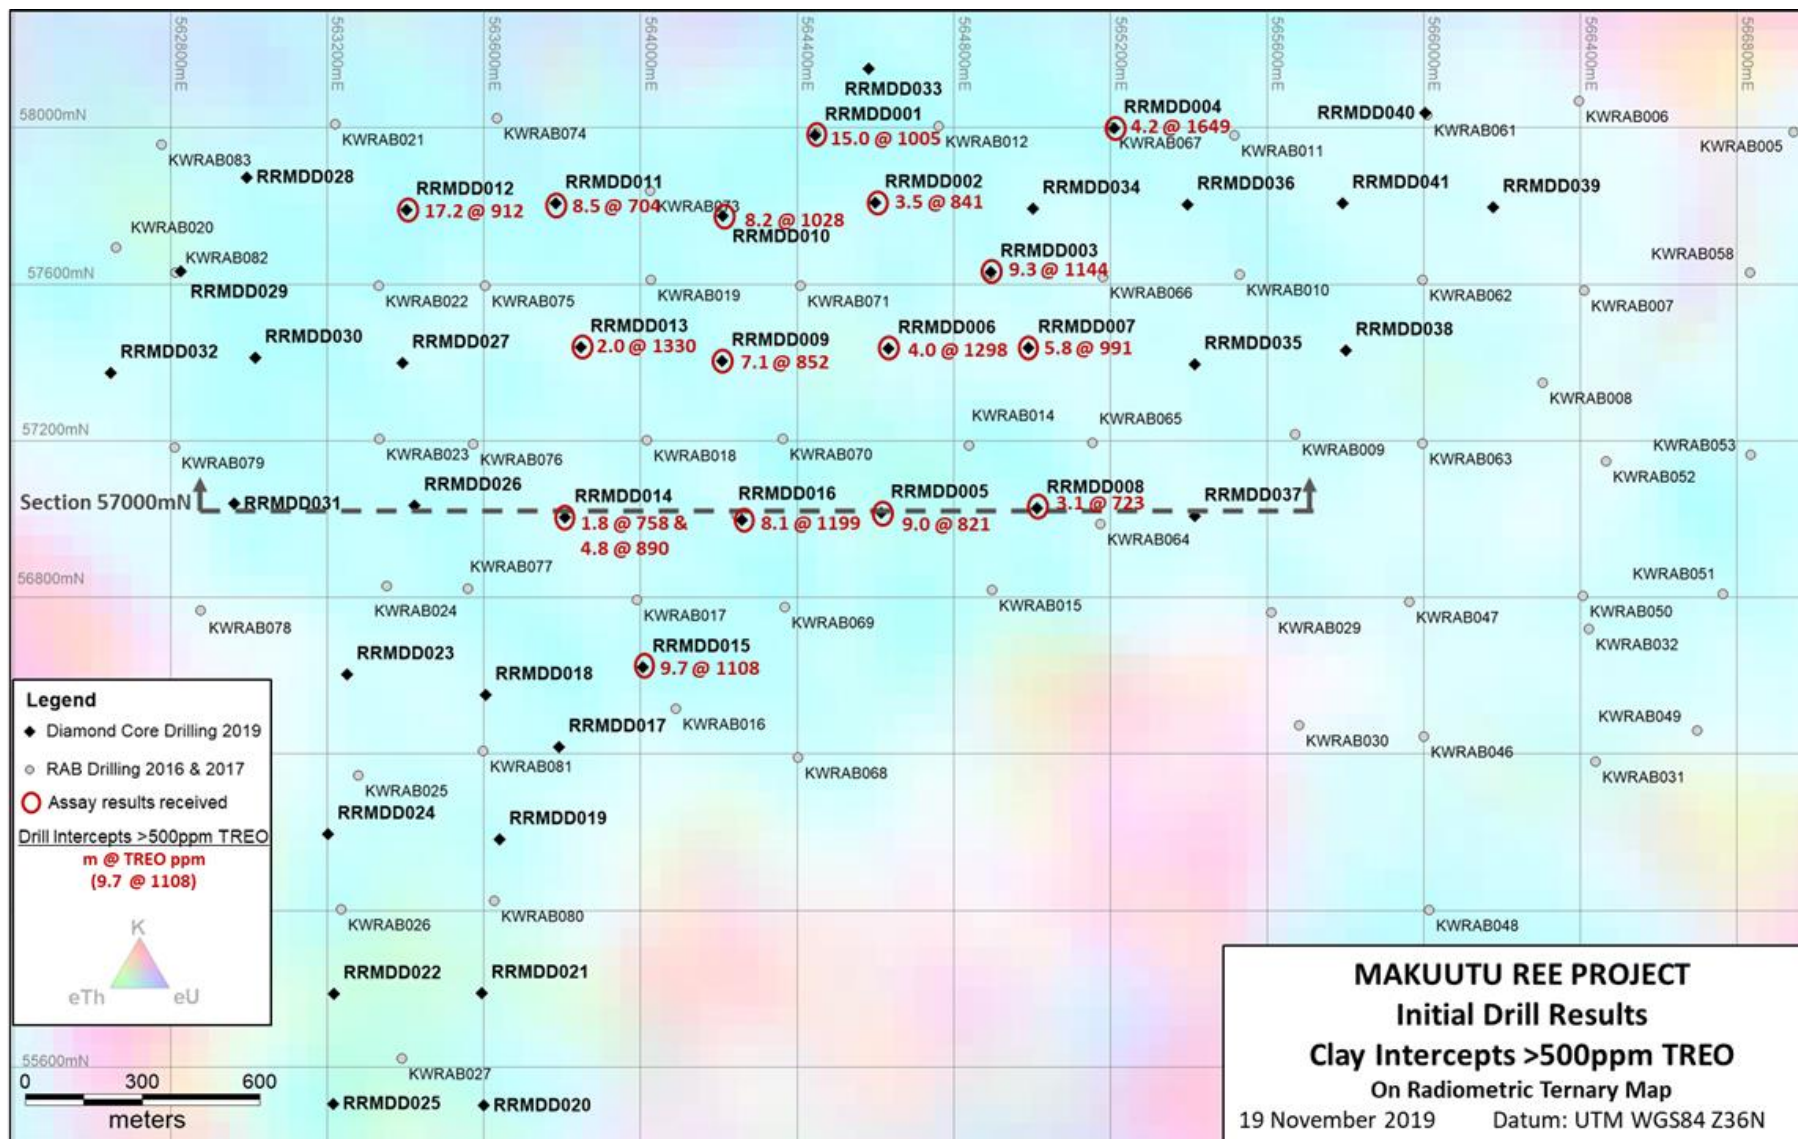 562800mE
563200mE
563600mE
564000mE
564400mE
564800mE
565200mE
565600mE
566000mE
566400mE
566800mE
RRMDD033
58000mN
KWRAB083
KWRAB021
KWRAB074
RRMDD001
15.0 @ 1005
KWRAB012
RRMDD004
4.2 @ 1649
KWRAB067
KWRAB011
RRMDD040
KWRAB061
KWRAB006
KWRAB005
RRMDD028
RRMDD012
17.2 @ 912
RRMDD011
8.5 @ 704
KWRAB073
8.2 @ 1028
RRMDD010
RRMDD002
3.5 @ 841
RRMDD034
RRMDD036
RRMDD041
RRMDD039
KWRAB020
KWRAB082
57600mN
RRMDD029
KWRAB022
KWRAB075
KWRAB019
KWRAB071
RRMDD003
9.3 @ 1144
KWRAB066
KWRAB010
KWRAB062
KWRAB007
KWRAB058
RRMDD032
RRMDD030
RRMDD027
RRMDD013
2.0 @ 1330
RRMDD009
7.1 @ 852
RRMDD006
4.0 @ 1298
RRMDD007
5.8 @ 991
RRMDD035
RRMDD038
KWRAB008
57200mN
KWRAB079
KWRAB023
KWRAB076
KWRAB018
KWRAB070
KWRAB014
KWRAB065
KWRAB009
KWRAB063
KWRAB052
KWRAB053
Section 57000mN
RRMDD031
RRMDD026
RRMDD014
1.8 @ 758 &
4.8 @ 890
RRMDD016
8.1 @ 1199
RRMDD005
9.0 @ 821
RRMDD008
3.1 @ 723
RRMDD037
KWRAB064
56800mN
KWRAB078
KWRAB024
KWRAB077
KWRAB017
KWRAB069
KWRAB015
KWRAB029
KWRAB047
KWRAB050
KWRAB051
KWRAB032
RRMDD023
RRMDD018
RRMDD015
9.7 @ 1108
KWRAB016
RRMDD017
KWRAB081
KWRAB068
KWRAB030
KWRAB046
KWRAB049
KWRAB031
KWRAB025
RRMDD024
RRMDD019
KWRAB026
KWRAB080
KWRAB048
RRMDD022
RRMDD021
55600mN
KWRAB027
RRMDD025
RRMDD020
Legend
Diamond Core Drilling 2019
RAB Drilling 2016 & 2017
Assay results received
Drill Intercepts >500ppm TREO
m @ TREO ppm
(9.7 @ 1108)
K
eTh eU
0 300 600
meters
MAKUUTU REE PROJECT
Initial Drill Results
Clay Intercepts >500ppm TREO
On Radiometric Ternary Map
19 November 2019 Datum: UTM WGS84 Z36N